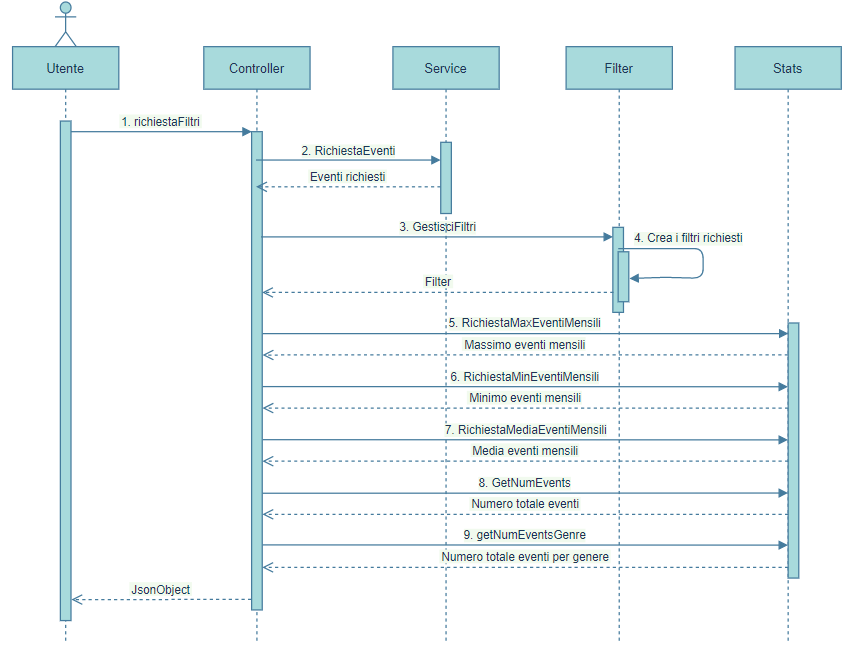 Utente
Controller
Service
Filter
Stats
1. richiestaFiltri
2. RichiestaEventi
Eventi richiesti
3. GestisciFiltri
4. Crea i filtri richiesti
Filter
5. RichiestaMaxEventiMensili
Massimo eventi mensili
6. RichiestaMinEventiMensili
Minimo eventi mensili
7. RichiestaMediaEventiMensili
Media eventi mensili
8. GetNumEvents
Numero totale eventi
9. getNumEventsGenre
Numero totale eventi per genere
JsonObject